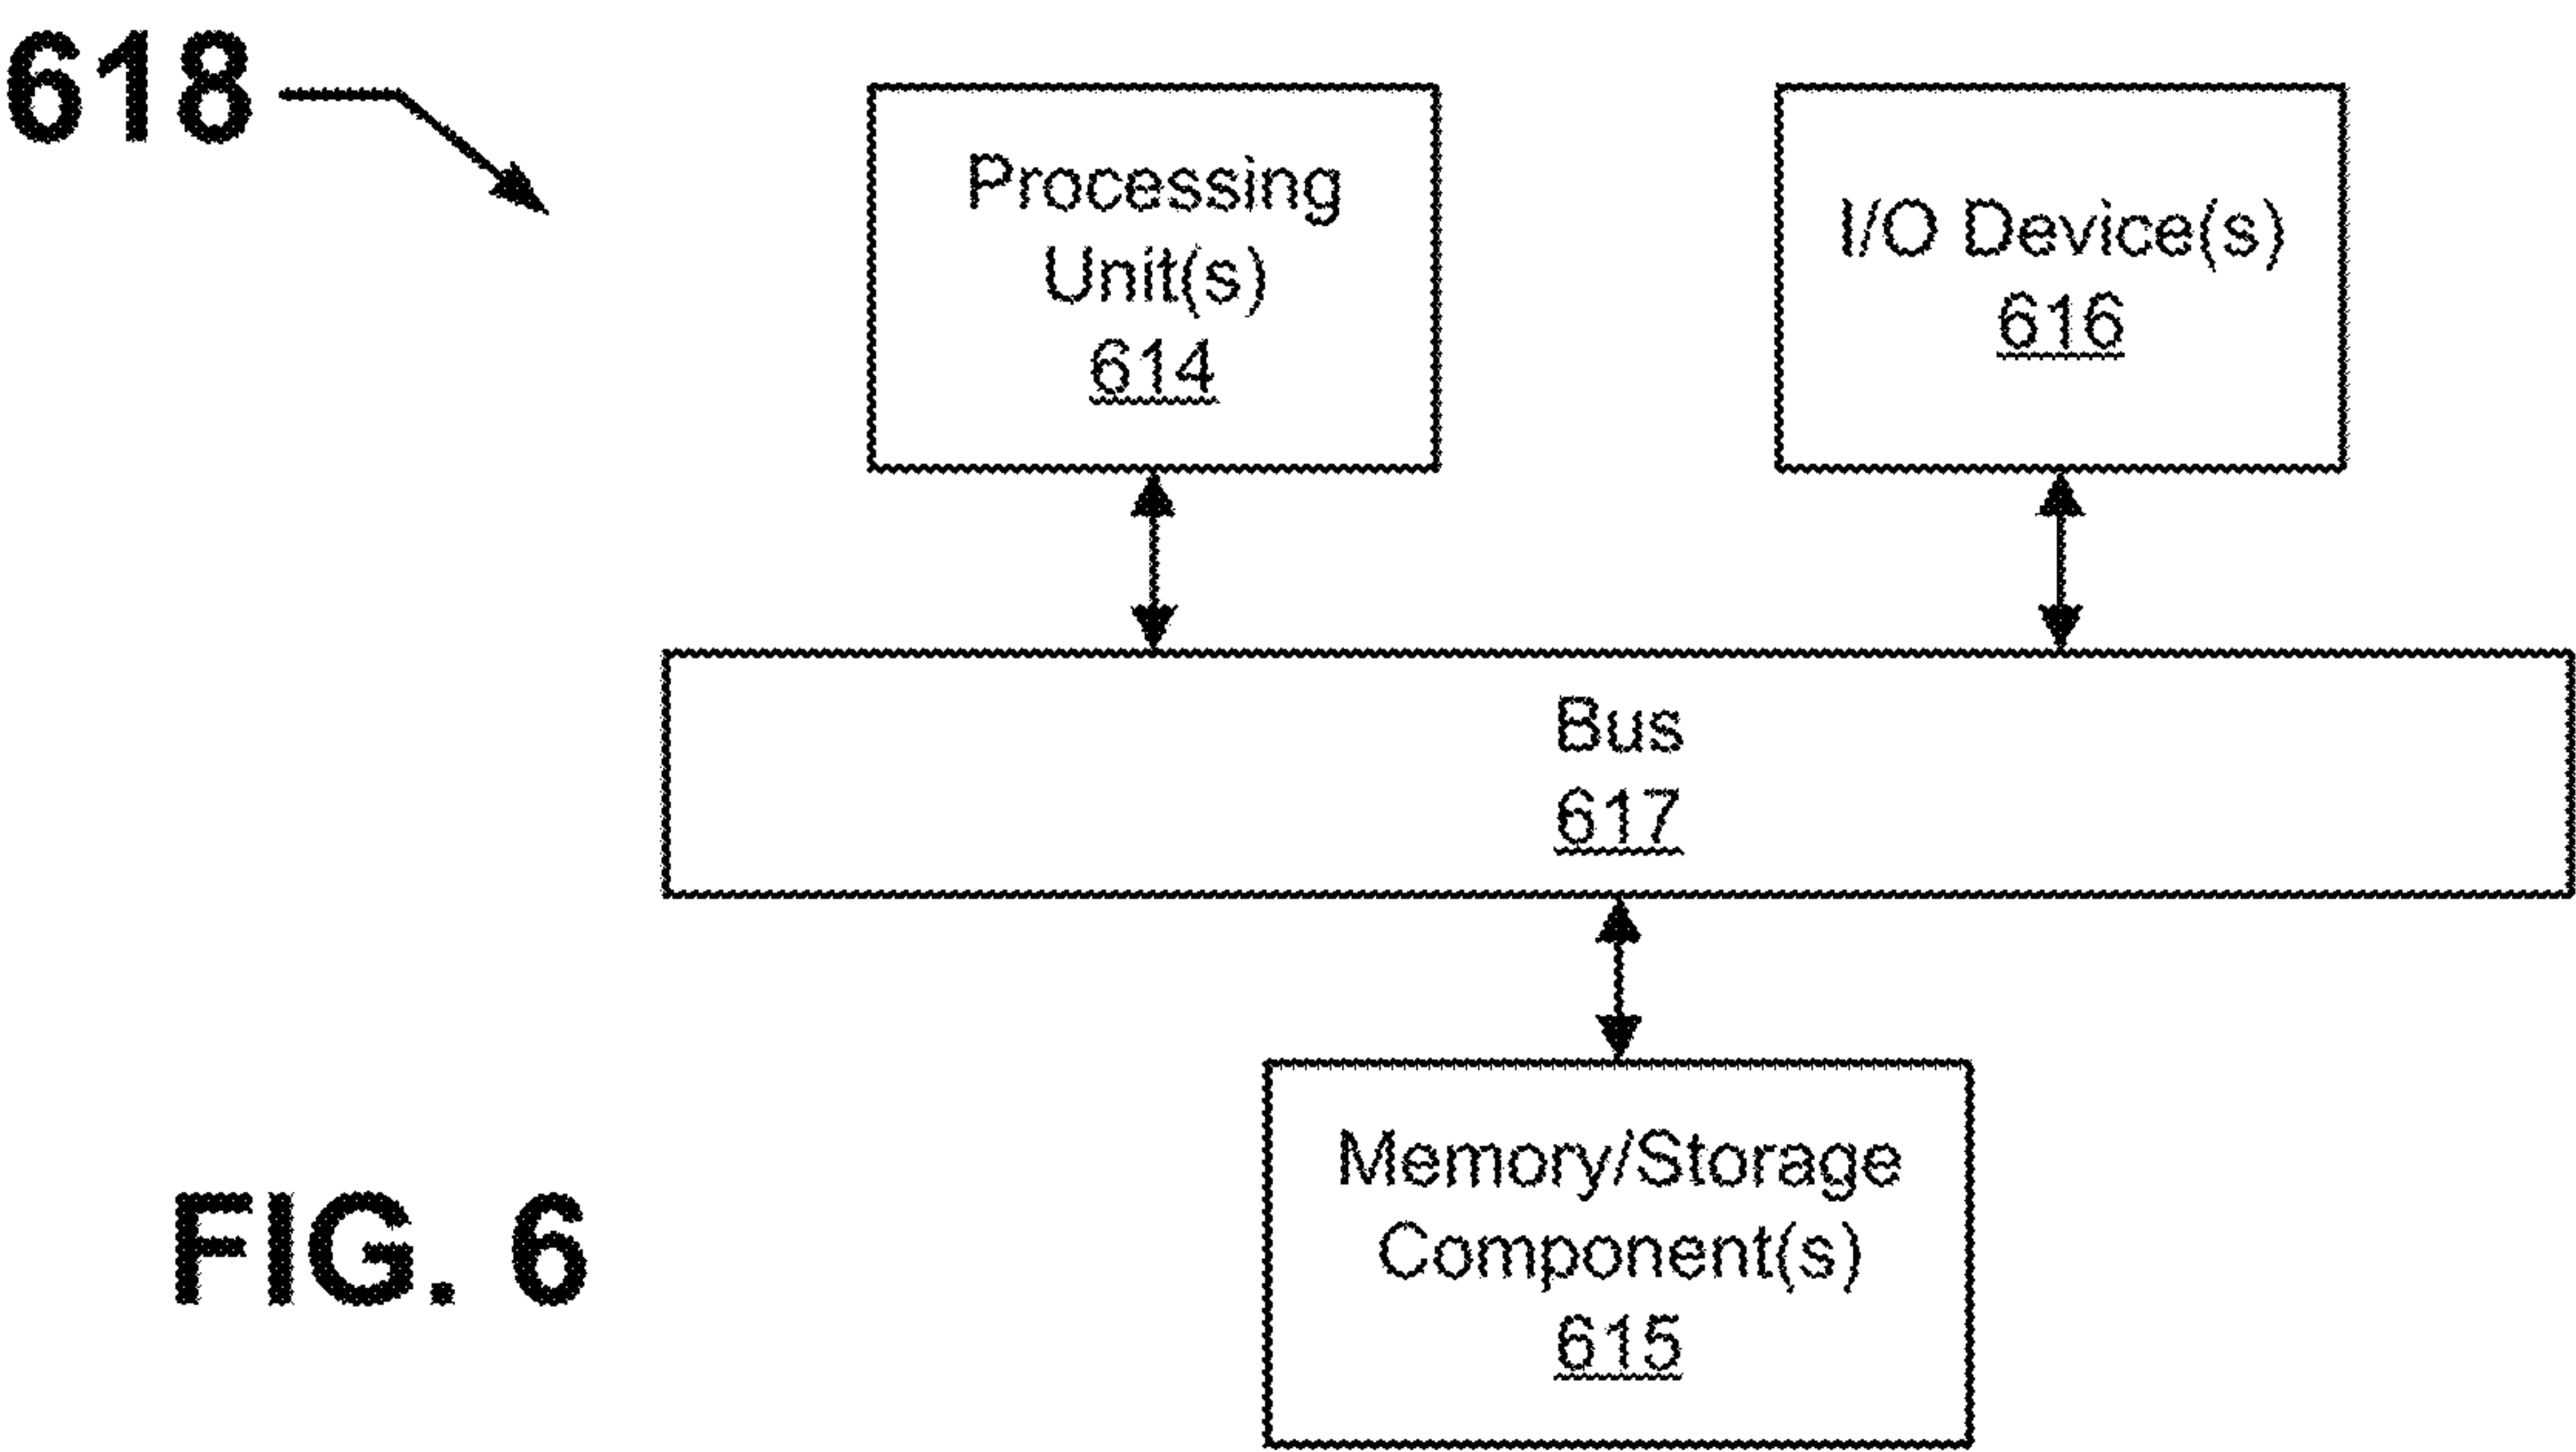 618
Processing
Unit(s)
614
I/O Device(s)
616
Bus
617
Memory/Storage
Component(s)
615
FIG. 6